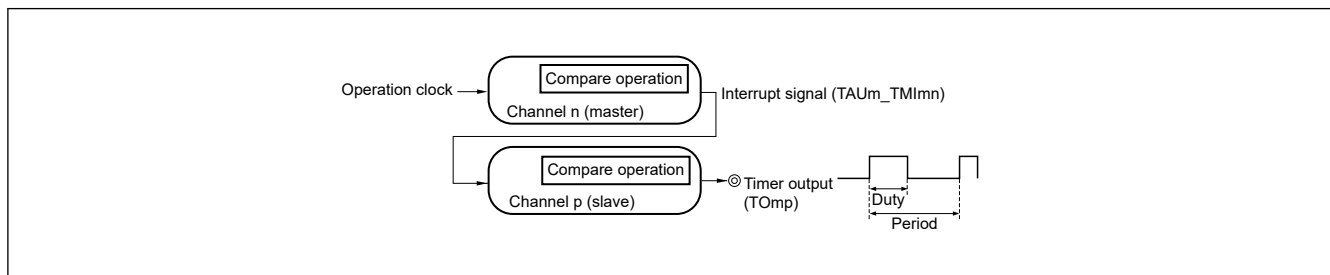 Compare operation
Operation clock
Interrupt signal (TAUm_TMImn)
Channel n (master)
Compare operation
Timer output
(TOmp)
Channel p (slave)
Duty
Period